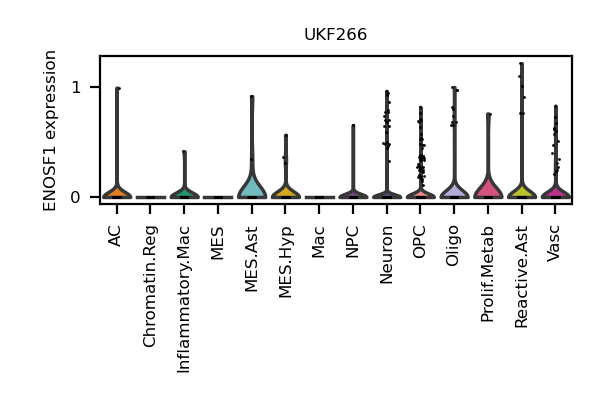 UKF266
ENOSF1 expression
1
0
AC
Chromatin.Reg
Inflammatory.Mac
MES
MES.Ast
MES.Hyp
Mac
NPC
Neuron
OPC
Oligo
Prolif.Metab
Reactive.Ast
Vasc